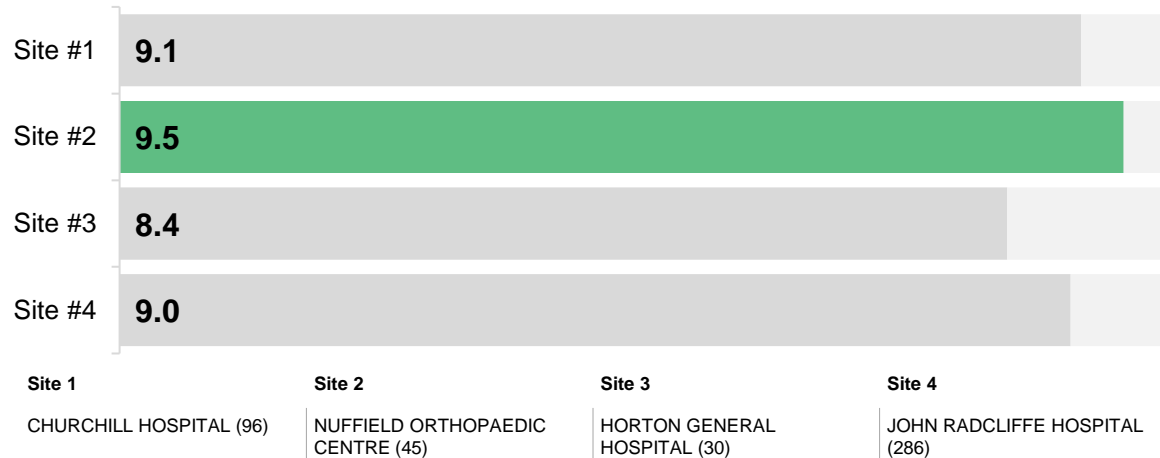 Site #1 9.1
Site #2 9.5
Site #3 8.4
Site #4 9.0
Site 1 Site 2 Site 3 Site 4
CHURCHILL HOSPITAL (96)
NUFFIELD ORTHOPAEDIC
CENTRE (45)
HORTON GENERAL
HOSPITAL (30)
JOHN RADCLIFFE HOSPITAL
(286)